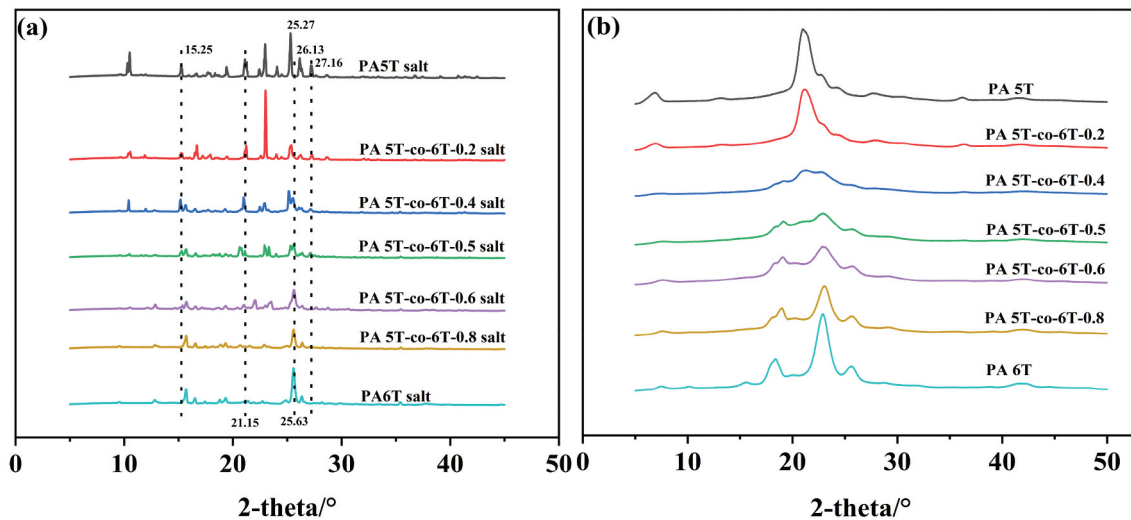 (a)
25.27
15.25
26.13
27.16
PA5T salt
PA 5T-co-6T-0.2 salt
PA 5T-co-6T-0.4 salt
PA 5T-co-6T-0.5 salt
PA 5T-co-6T-0.6 salt
PA 5T-co-6T-0.8 salt
PA6T salt
21.15
25.63
0 10 20 30 40 50
2-theta/°
(b)
PA 5T
PA 5T-co-6T-0.2
PA 5T-co-6T-0.4
PA 5T-co-6T-0.5
PA 5T-co-6T-0.6
PA 5T-co-6T-0.8
PA 6T
0 10 20 30 40 50
2-theta/°